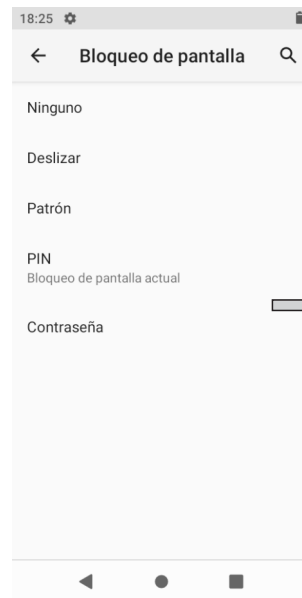 18:25
Bloqueo de pantalla
Ninguno
Deslizar
Patrón
PIN
Bloqueo de pantalla actual
Contraseña